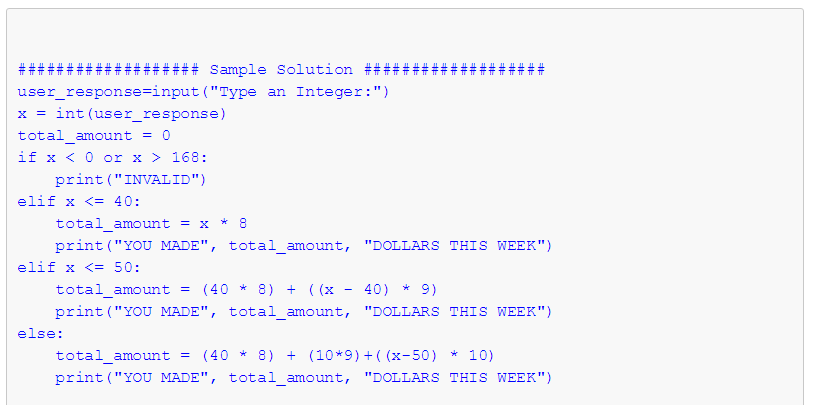 ################### Sample Solution ###################
user_response=input("Type an Integer:")
x = int(user_response)
total_amount = 0
if x < 0 or x > 168:
    print("INVALID")
elif x <= 40:
    total_amount = x * 8
    print("YOU MADE", total_amount, "DOLLARS THIS WEEK")
elif x <= 50:
    total_amount = (40 * 8) + ((x - 40) * 9)
    print("YOU MADE", total_amount, "DOLLARS THIS WEEK")
else:
    total_amount = (40 * 8) + (10*9)+((x-50) * 10)
    print("YOU MADE", total_amount, "DOLLARS THIS WEEK")